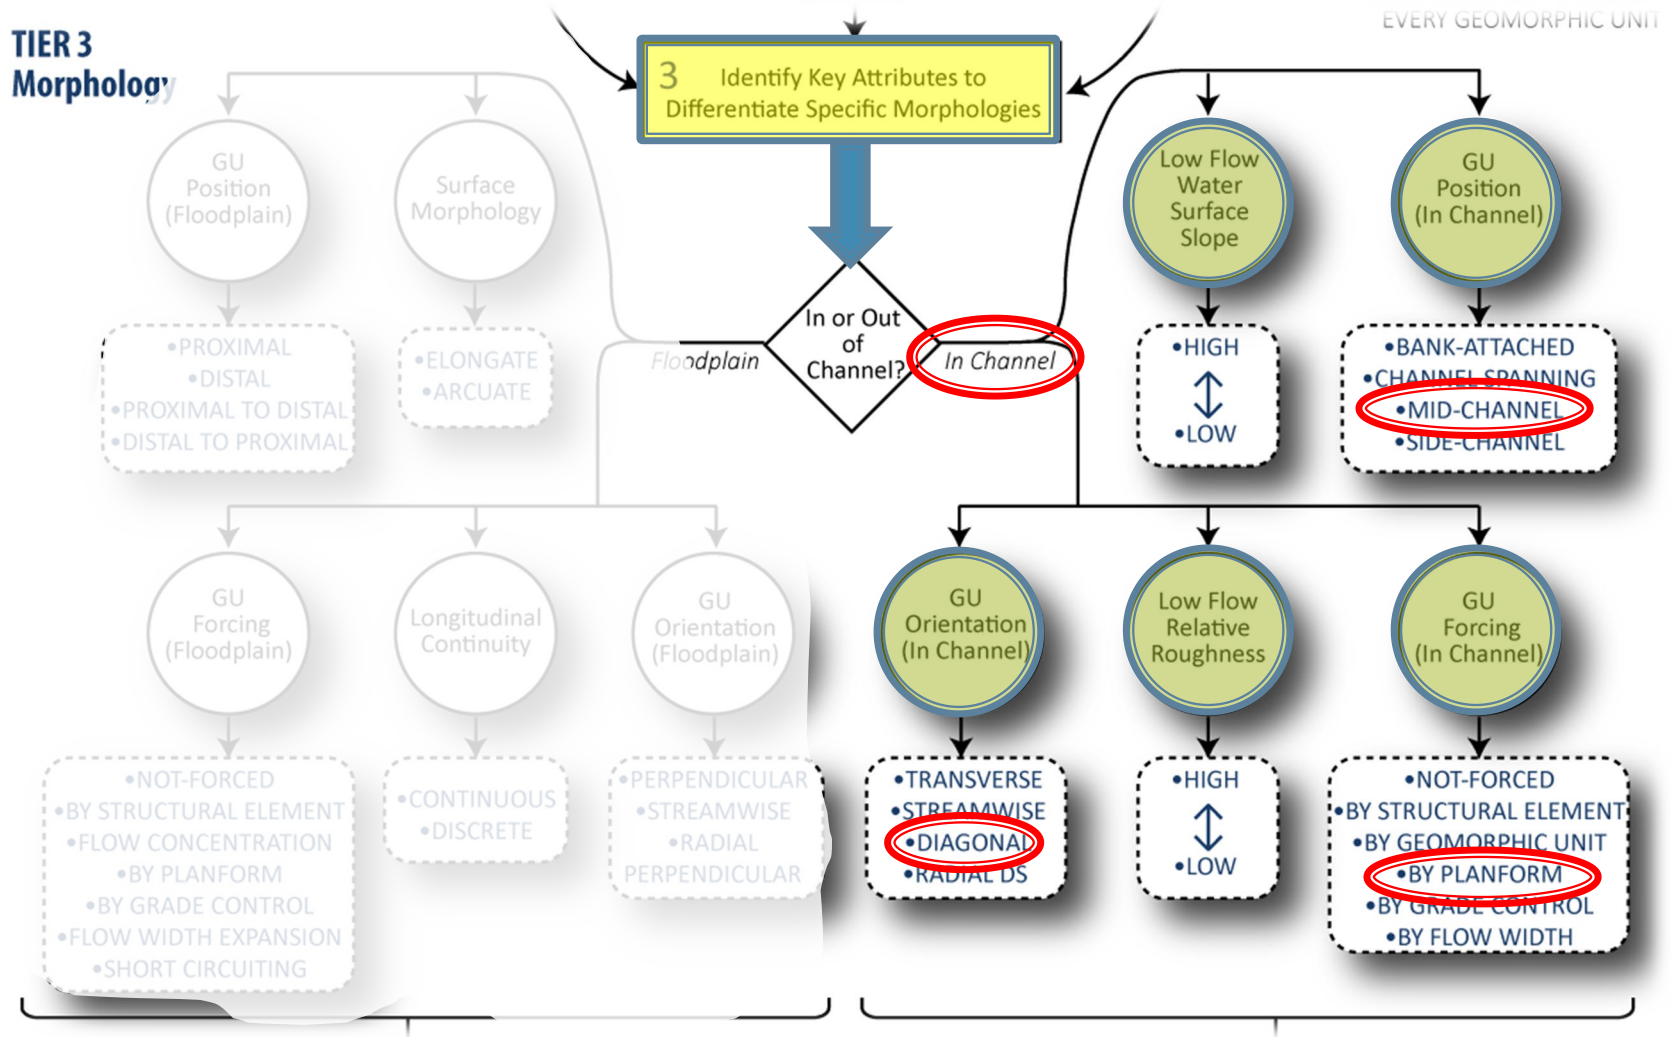 EVERY GEOMORPHIC UNIT
TIER 3
Morphology
3
Identify Key Attributes to
Differentiate Specific Morphologies
GU
Position
(Floodplain)
Surface
Morphology
Low Flow
Water
Surface
Slope
GU
Position
(In Channel)
•PROXIMAL
•DISTAL
•PROXIMAL TO DISTAL
•DISTAL TO PROXIMAL
•ELONGATE
•ARCUATE
Floodplain
In or Out
of
Channel?
In Channel
•HIGH
•LOW
•BANK-ATTACHED
•CHANNEL SPANNING
•MID-CHANNEL
•SIDE-CHANNEL
GU
Forcing
(Floodplain)
Longitudinal
Continuity
GU
Orientation
(Floodplain)
GU
Orientation
(In Channel)
Low Flow
Relative
Roughness
GU
Forcing
(In Channel)
•NOT-FORCED
•BY STRUCTURAL ELEMENT
•FLOW CONCENTRATION
•BY PLANFORM
•BY GRADE CONTROL
•FLOW WIDTH EXPANSION
•SHORT CIRCUITING
•CONTINUOUS
•DISCRETE
•PERPENDICULAR
•STREAMWISE
•RADIAL
PERPENDICULAR
•TRANSVERSE
•STREAMWISE
•DIAGONAL
•RADIAL DS
•HIGH
•LOW
•NOT-FORCED
•BY STRUCTURAL ELEMENT
•BY GEOMORPHIC UNIT
•BY PLANFORM
•BY GRADE CONTROL
•BY FLOW WIDTH